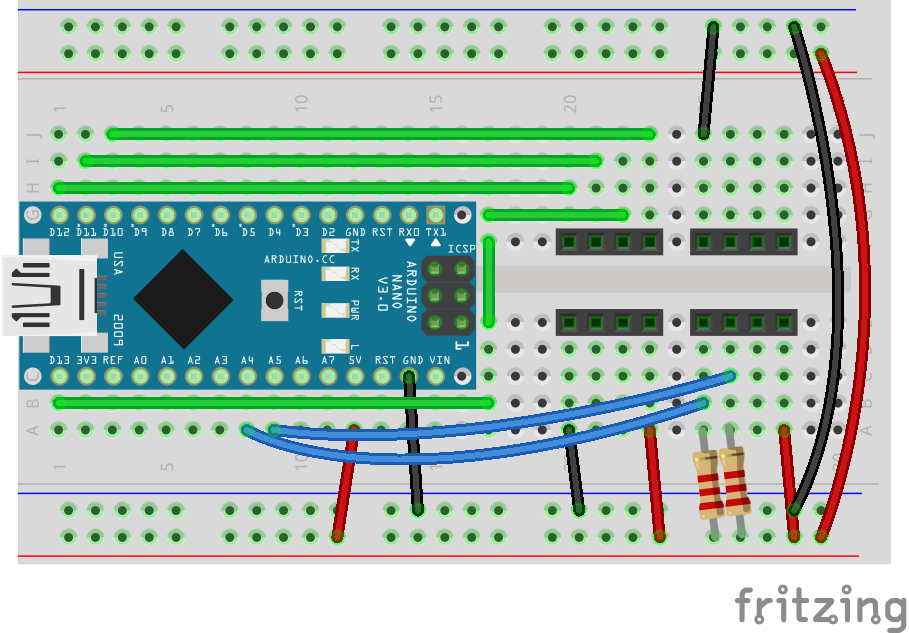 1 5 10 15 20
J J
I I
H H
G G
D12 D11 D10 D9 D8 D7 D6 D5 D4 D3 D2 GND RST RX0 TX1
USA
ARDUINO.CC
TX
ICSP
RX
RST
PWR
ARDUINO
NANO
V3.0
2009
L
1
D13 3V3 REF A0 A1 A2 A3 A4 A5 A6 A7 5V RST GND VIN
C C
B B
A A
1 5 10 15
fritzing